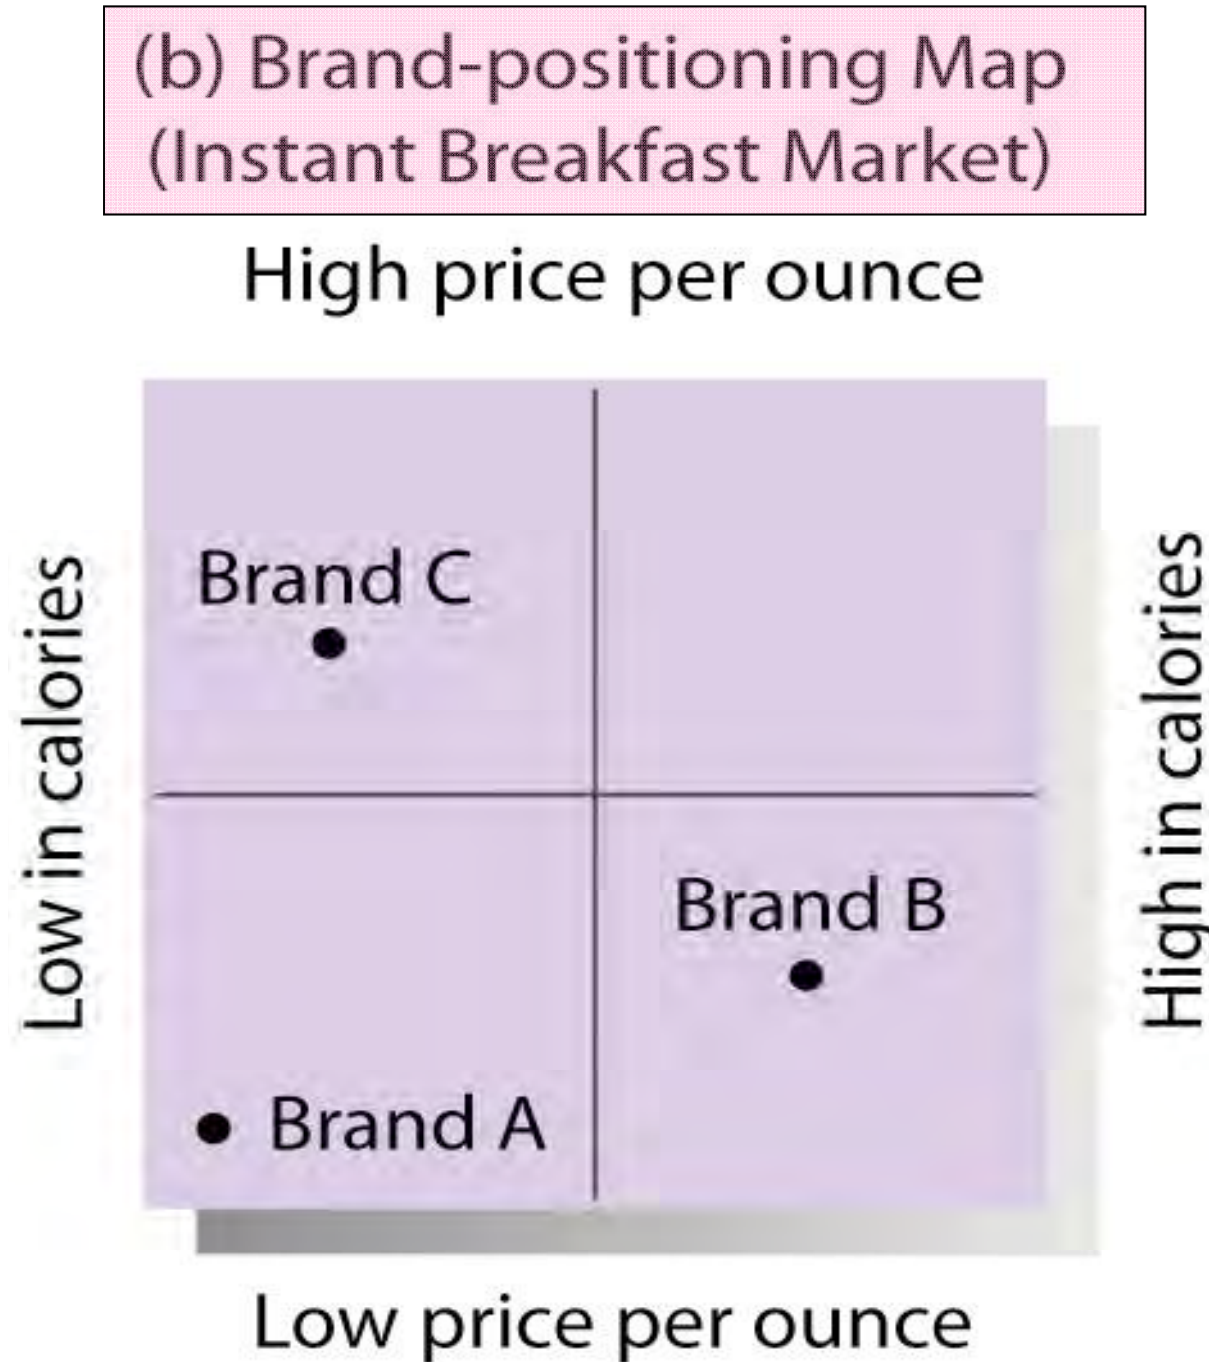 (b) Brand-positioning Map
(Instant Breakfast Market)
High price per ounce
Low in calories
High in calories
Brand C
Brand B
Brand A
Low price per ounce